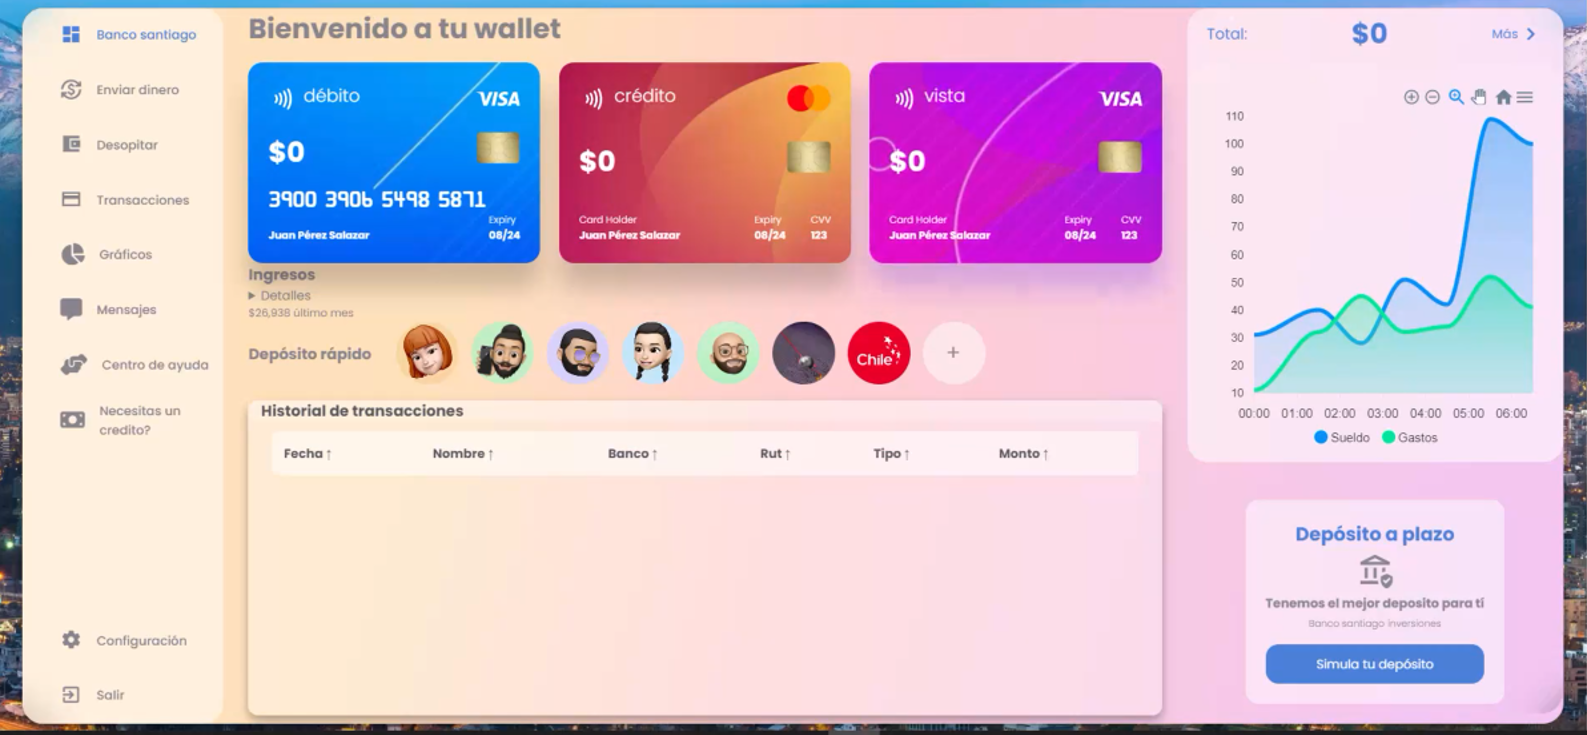 Banco santiago
Enviar dinero
Desopitar
Transacciones
Gráficos
Mensajes
Centro de ayuda
Necesitas un
credito?
Configuración
Salir
Bienvenido a tu wallet
débito
VISA
$0
3900 3906 5498 5871
Expiry
Juan Pérez Salazar 08/24
crédito
$0
Card Holder Expiry CVV
Juan Pérez Salazar 08/24 123
vista
VISA
$0
Card Holder Expiry CVV
Juan Pérez Salazar 08/24 123
Ingresos
Detalles
$26,938 último mes
Depósito rápido
Chile
+
Historial de transacciones
Fecha ↑ Nombre ↑ Banco ↑ Rut ↑ Tipo ↑ Monto ↑
Total: $0 Más
110
100
90
80
70
60
50
40
30
20
10
00:00 01:00 02:00 03:00 04:00 05:00 06:00
Sueldo Gastos
Depósito a plazo
Tenemos el mejor deposito para tí
Banco santiago inversiones
Simula tu depósito